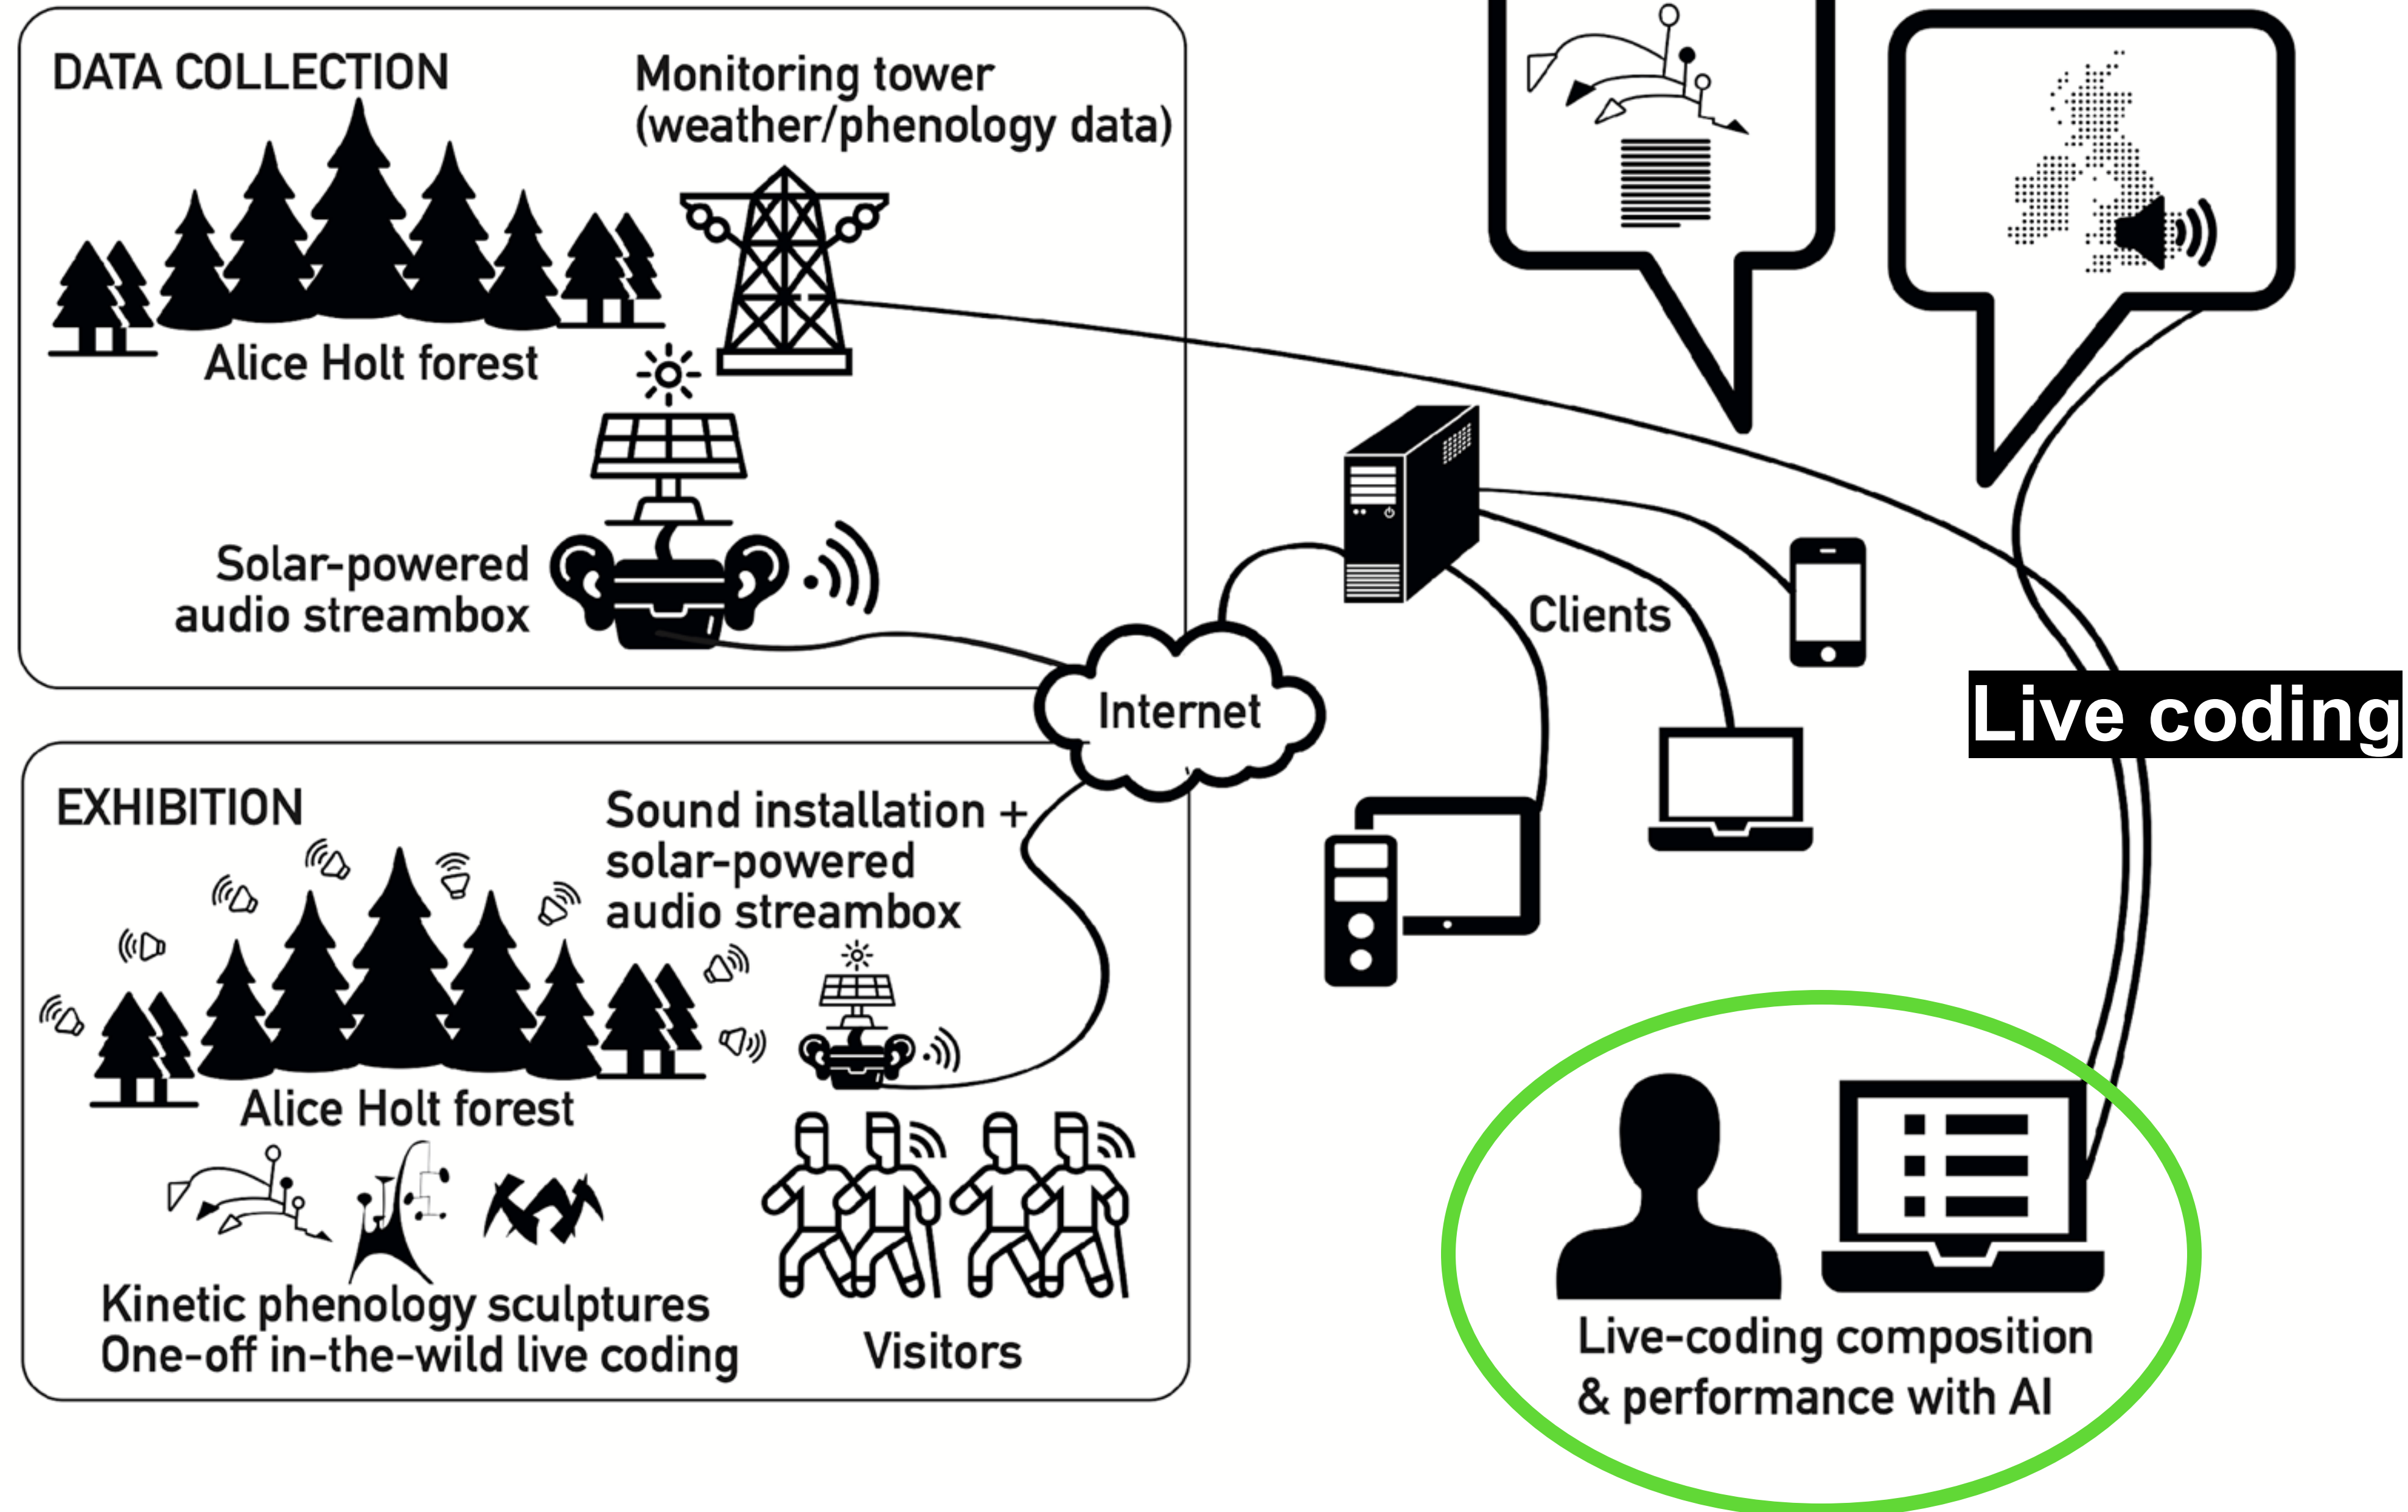 DATA COLLECTION
Monitoring tower
(weather/phenology data)
Alice Holt forest
Solar-powered
audio streambox
Internet
Clients
Live coding
EXHIBITION
Sound installation +
solar-powered
audio streambox
Alice Holt forest
Kinetic phenology sculptures
One-off in-the-wild live coding
Visitors
Live-coding composition
& performance with AI